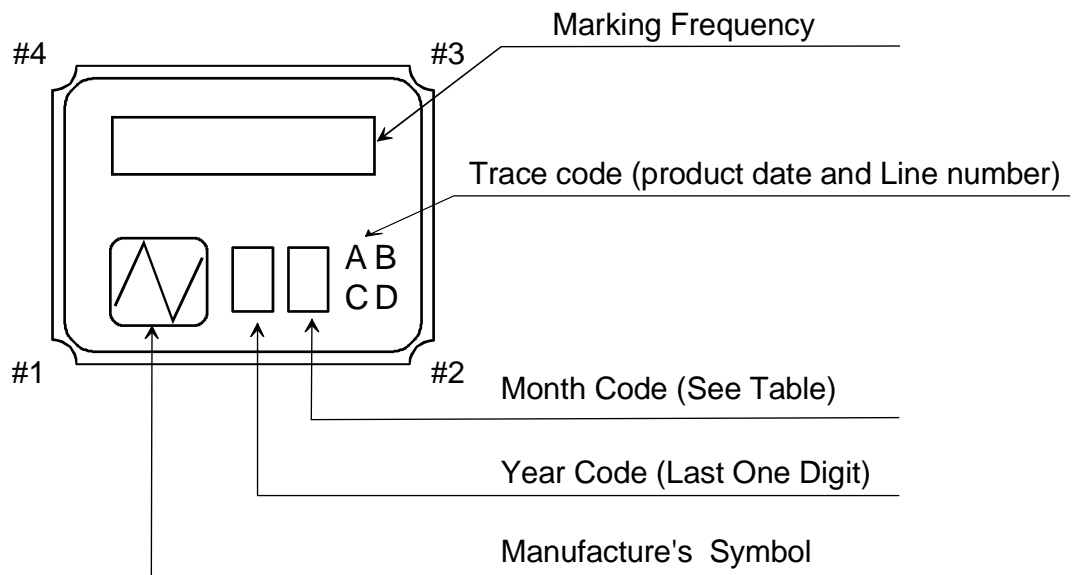 Marking Frequency
#4
#3
Trace code (product date and Line number)
A B
C D
#1
#2
Month Code (See Table)
Year Code (Last One Digit)
Manufacture's Symbol